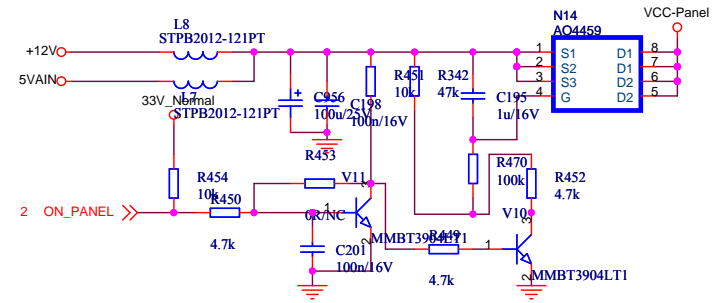 N14
AO4459
VCC-Panel
L8
STPB2012-121PT
+12V
5VAIN
L7
STPB2012-121PT
33V_Normal
1 S1 D1 8
2 S2 D1 7
3 S3 D2 6
4 G D2 5
C956
100u/25V
C198
100n/16V
R451
10k
R342
47k
C195
1u/16V
R454
10k
R453
0R/NC
V11
R470
100k
R452
4.7k
2 ON_PANEL
R450
4.7k
1
3
2
MMBT3904LT1
C201
100n/16V
R449
4.7k
V10
1
3
2
MMBT3904LT1